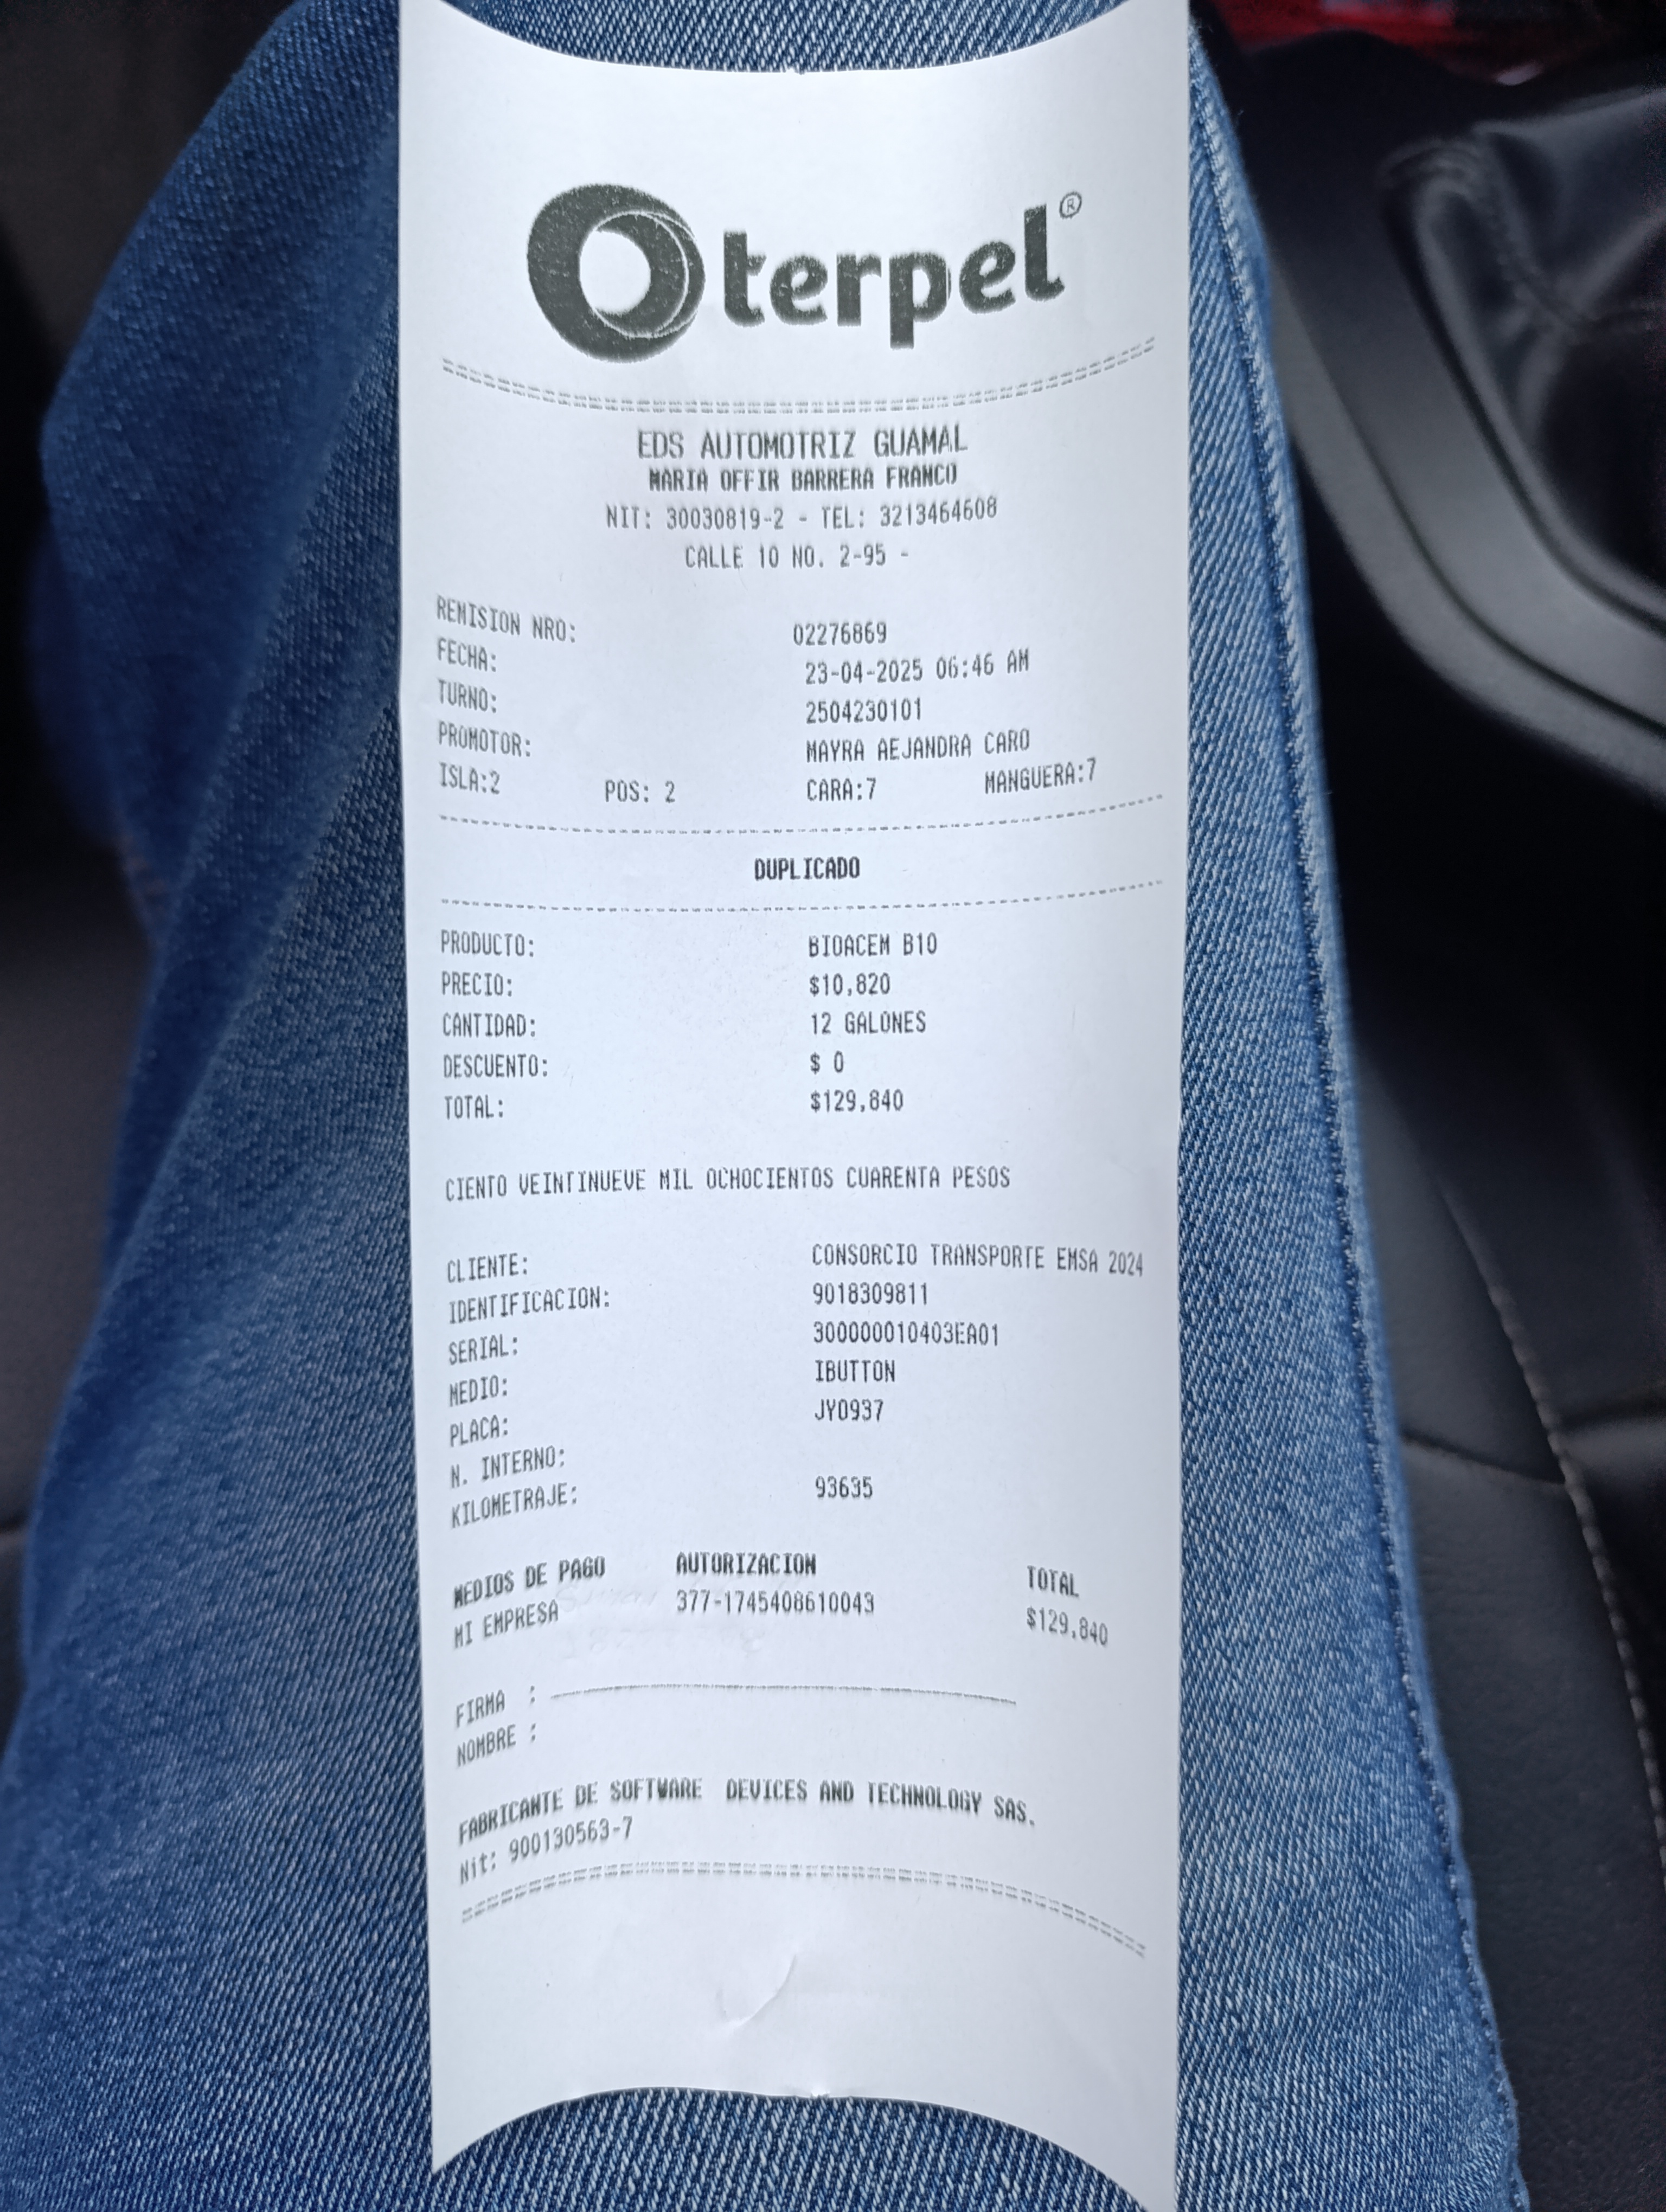 terpel®
EDS AUTOMOTRIZ GUAMAL
MARIA OFFIR BARRERA FRANCO
NIT: 30030819-2 - TEL: 3213464608
CALLE 10 NO. 2-95 -
REMISION NRO: 02276869
FECHA: 23-04-2025 06:46 AM
TURNO: 2504230101
PROMOTOR: MAYRA AEJANDRA CARO
ISLA:2 POS: 2 CARA:7 MANGUERA:7
DUPLICADO
PRODUCTO: BIOACEM B10
PRECIO: $10,820
CANTIDAD: 12 GALONES
DESCUENTO: $ 0
TOTAL: $129,840
CIENTO VEINTINUEVE MIL OCHOCIENTOS CUARENTA PESOS
CLIENTE: CONSORCIO TRANSPORTE EMSA 2024
IDENTIFICACION: 9018309811
SERIAL: 300000010403EA01
MEDIO: IBUTTON
PLACA: JYO937
N. INTERNO:
KILOMETRAJE: 93635
MEDIOS DE PAGO AUTORIZACION TOTAL
MI EMPRESA 377-1745408610043 $129,840
FIRMA :
NOMBRE :
FABRICANTE DE SOFTWARE DEVICES AND TECHNOLOGY SAS.
Nit: 900130563-7